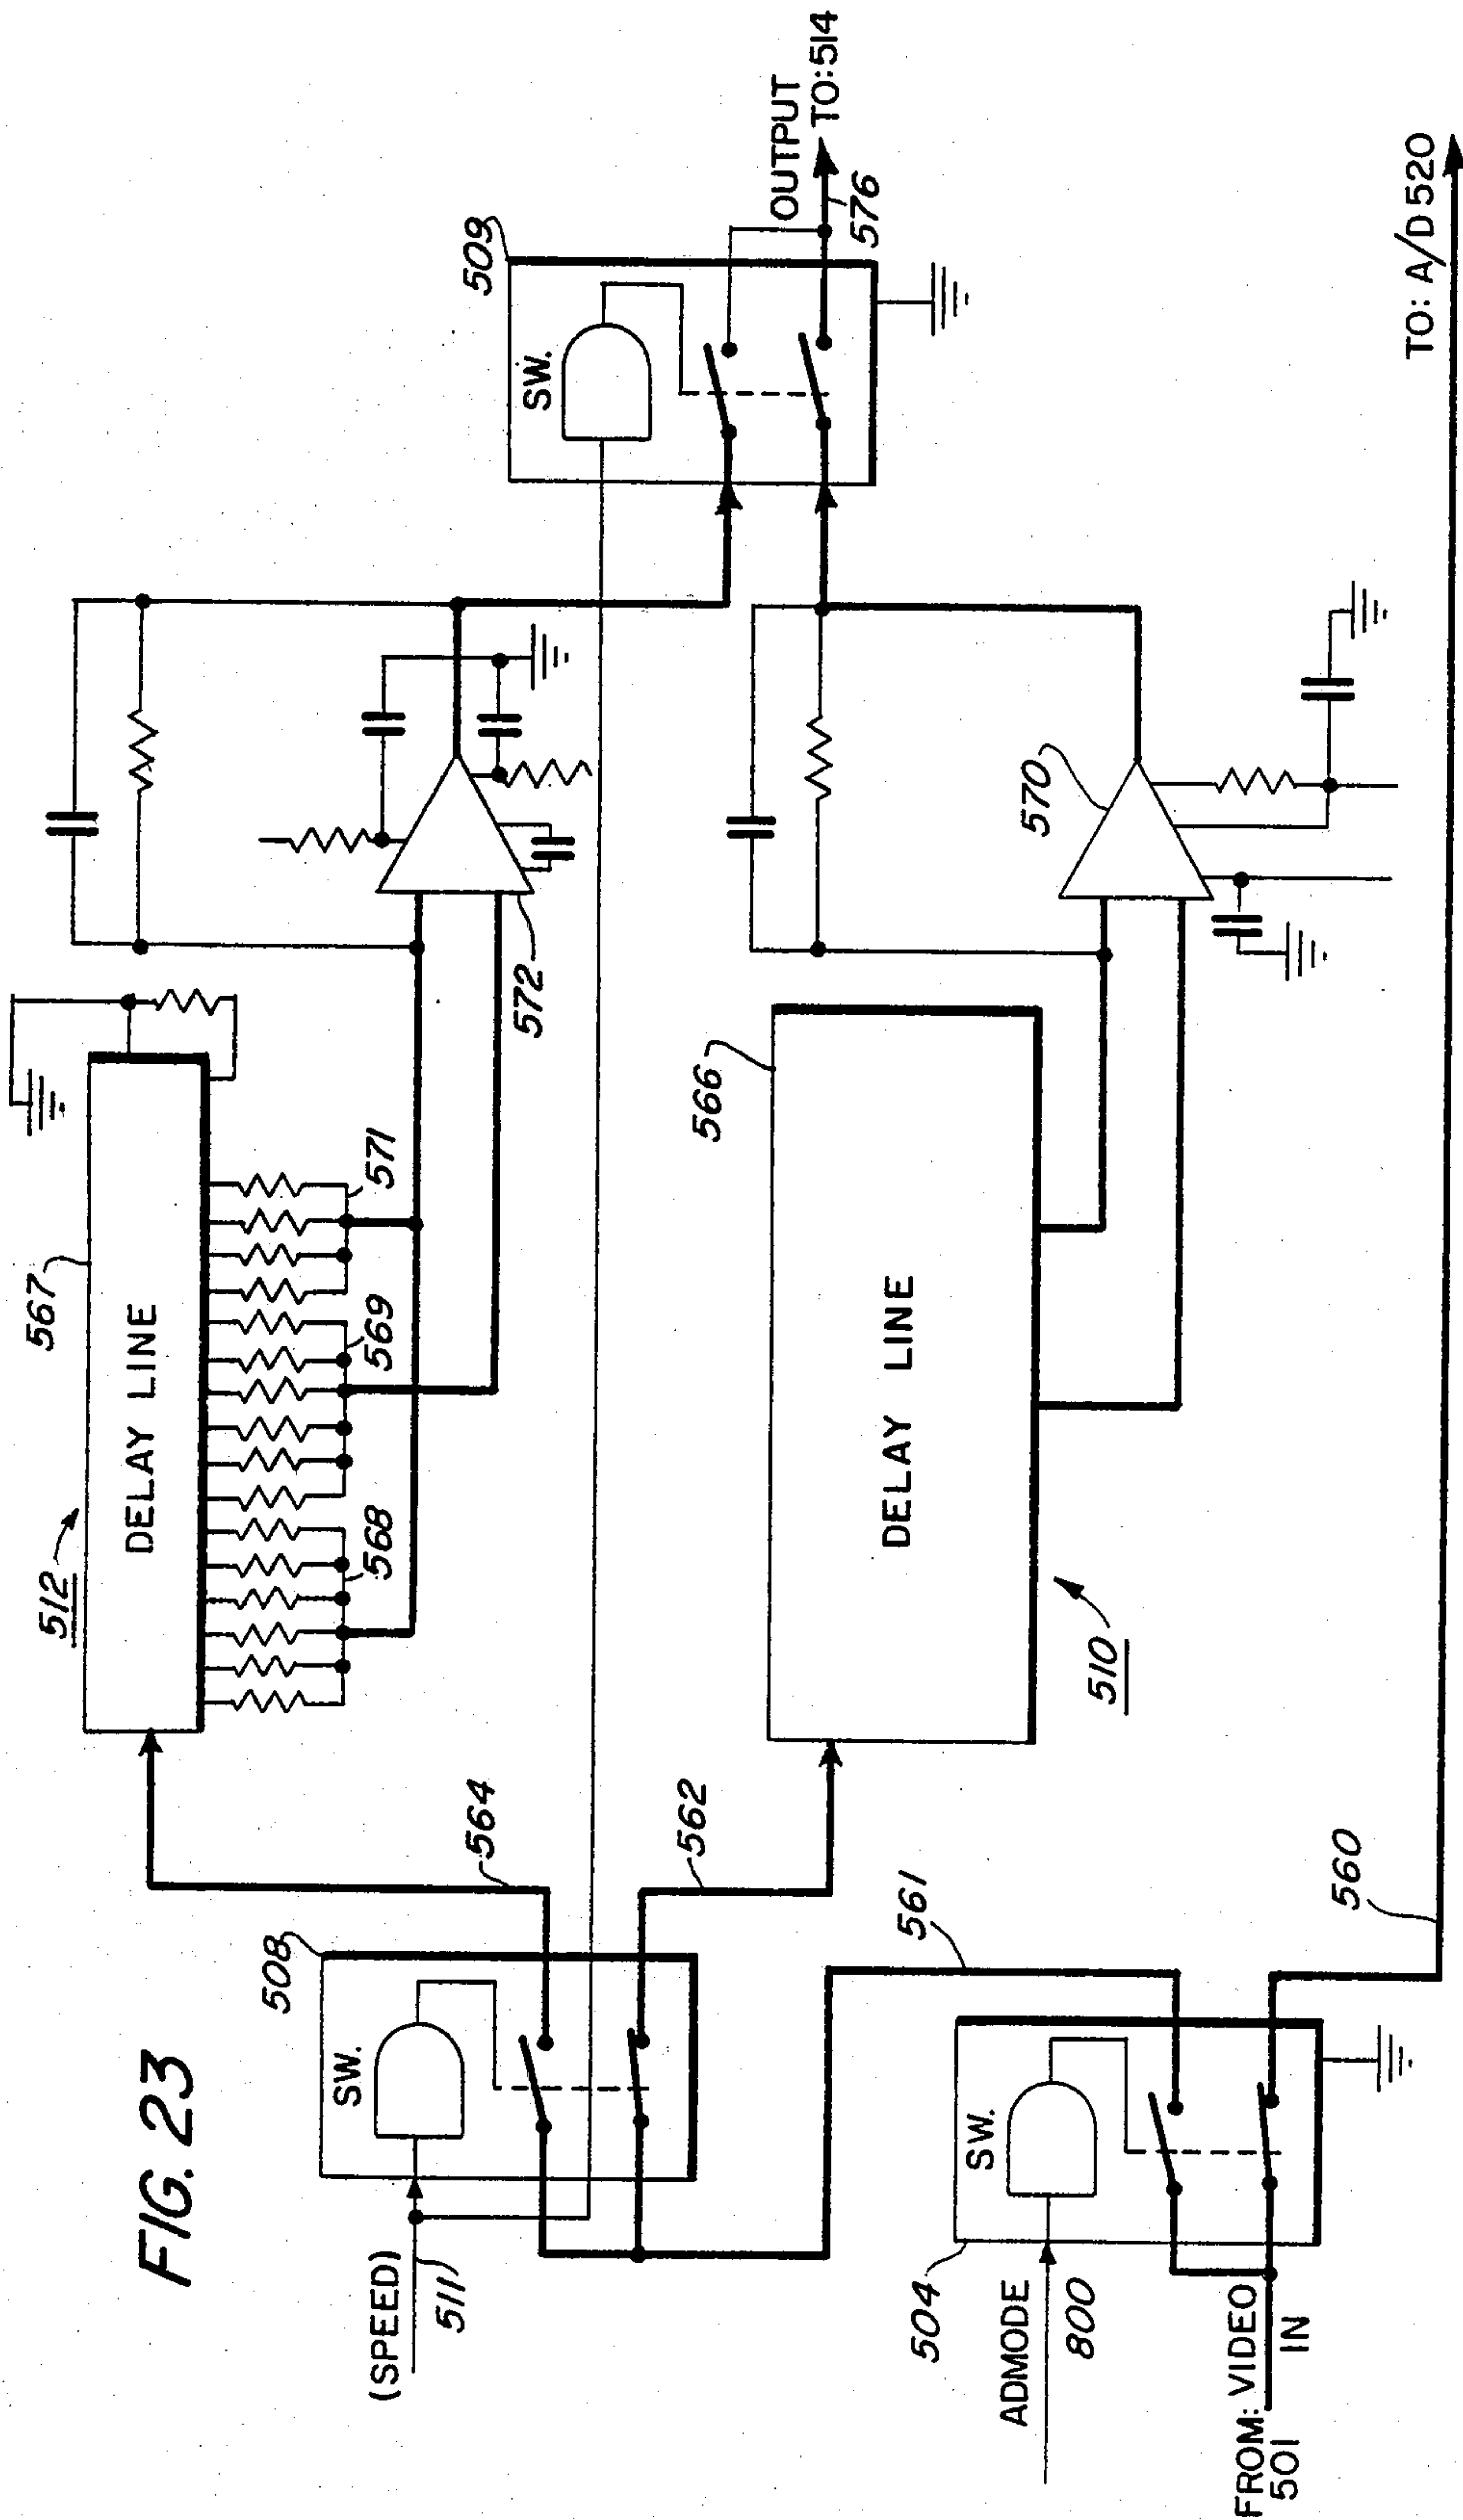 FIG. 23
512
567
DELAY LINE
568
569
571
572
509
SW.
OUTPUT
TO:514
576
(SPEED)
511
508
SW.
564
562
566
DELAY LINE
510
570
561
504
SW.
ADMODE
800
FROM: VIDEO
501 IN
560
TO: A/D 520